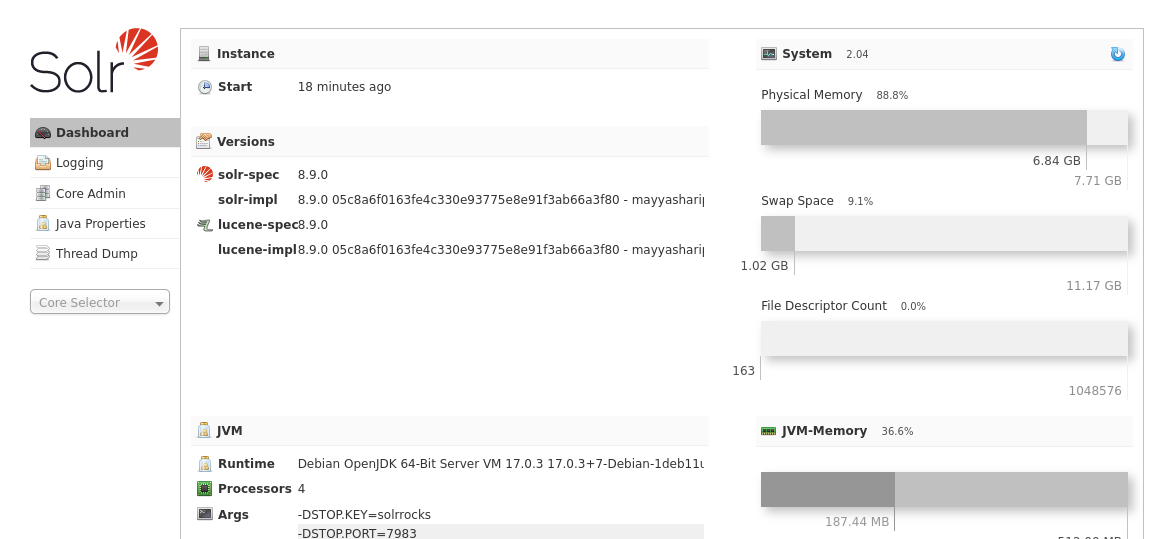 Solr
Dashboard
Logging
Core Admin
Java Properties
Thread Dump
Core Selector
Instance
Start 18 minutes ago
Versions
solr-spec 8.9.0
solr-impl 8.9.0 05c8a6f0163fe4c330e93775e8e91f3ab66a3f80 - mayyasharip
lucene-spec 8.9.0
lucene-impl 8.9.0 05c8a6f0163fe4c330e93775e8e91f3ab66a3f80 - mayyasharip
JVM
Runtime Debian OpenJDK 64-Bit Server VM 17.0.3 17.0.3+7-Debian-1deb11u
Processors 4
Args -DSTOP.KEY=solrrocks
-DSTOP.PORT=7983
System 2.04
Physical Memory 88.8%
6.84 GB
7.71 GB
Swap Space 9.1%
1.02 GB
11.17 GB
File Descriptor Count 0.0%
163
1048576
JVM-Memory 36.6%
187.44 MB